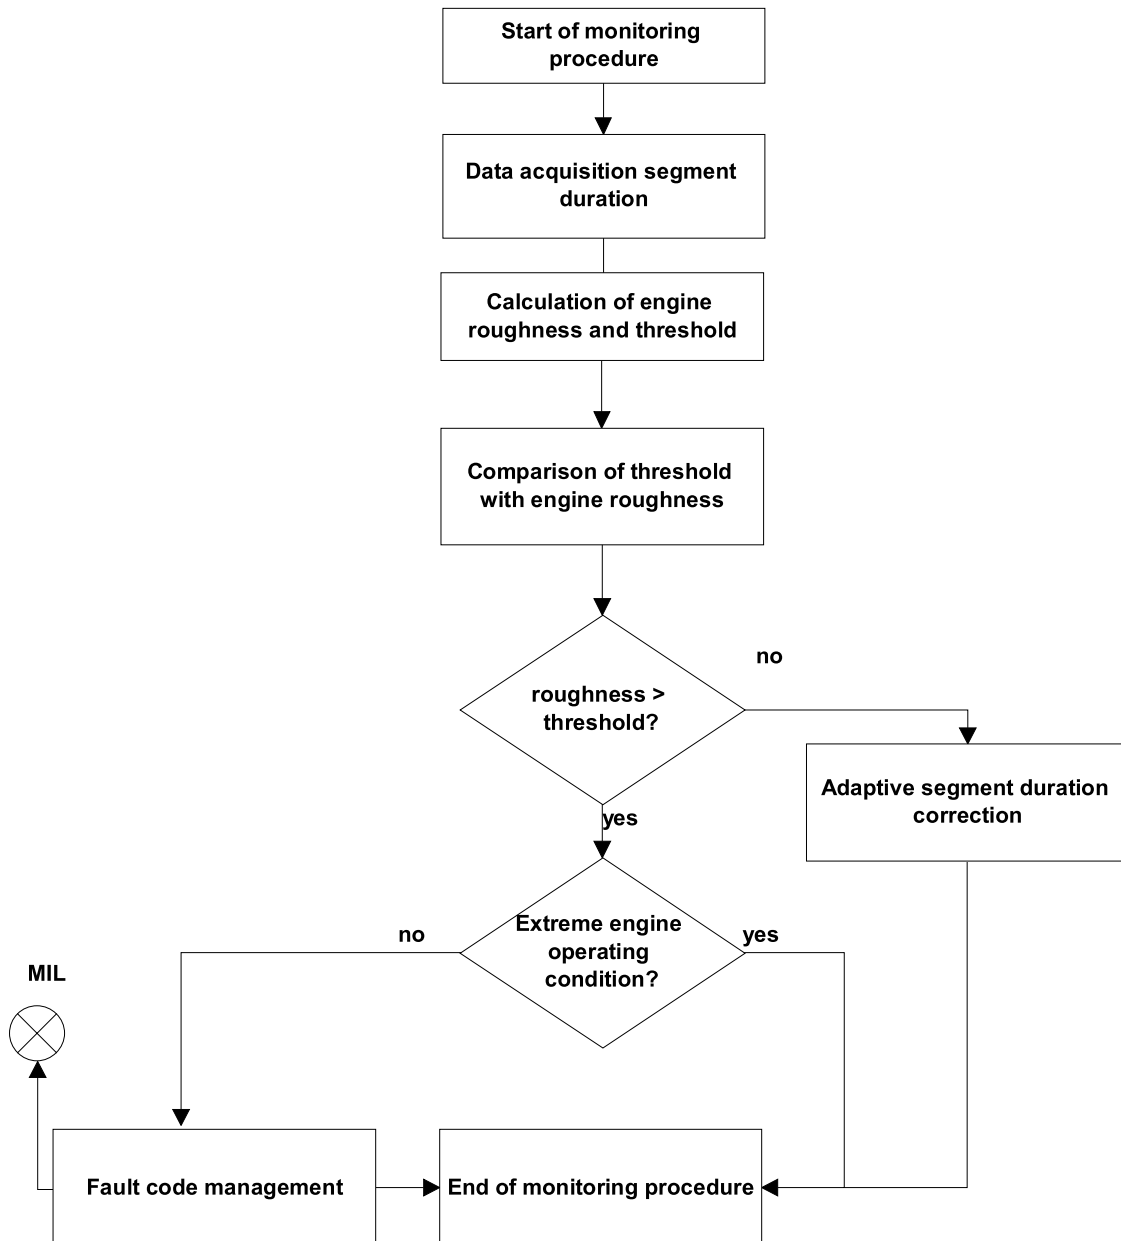 Start of monitoring
procedure
Data acquisition segment
duration
Calculation of engine
roughness and threshold
Comparison of threshold
with engine roughness
roughness >
threshold?
no
Adaptive segment duration
correction
yes
Extreme engine
operating
condition?
no
yes
MIL
Fault code management
End of monitoring procedure